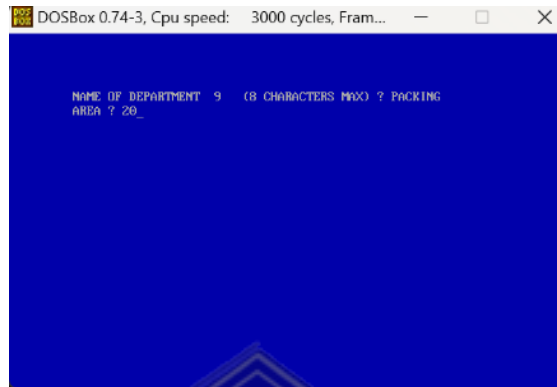 DOSBox 0.74-3, Cpu speed: 3000 cycles, Fram...
NAME OF DEPARTMENT 9 (8 CHARACTERS MAX) ? PACKING
AREA ? 20_